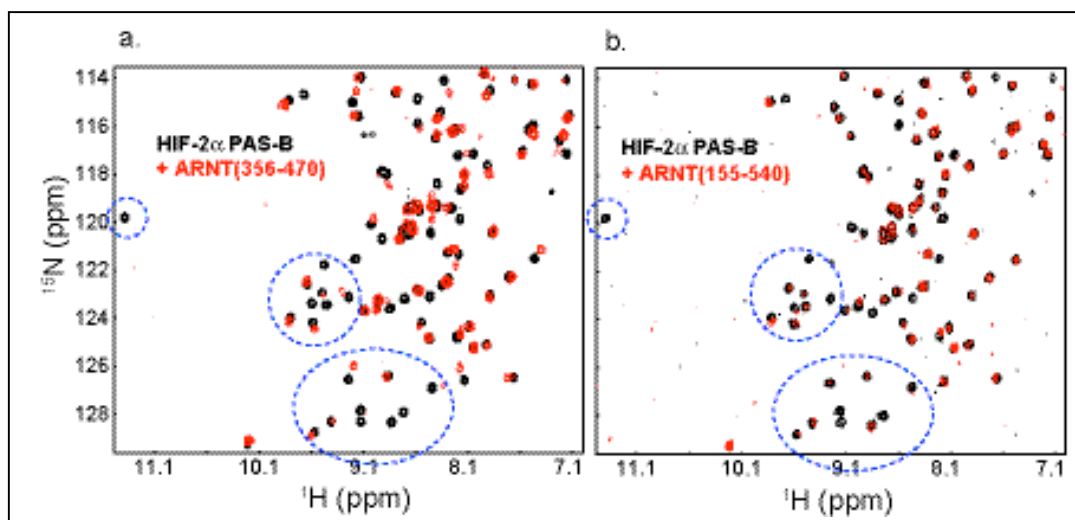 a.
b.
114
116
118
120
122
124
126
128
¹⁵N (ppm)
HIF-2α PAS-B
+ ARNT(356-470)
HIF-2α PAS-B
+ ARNT(155-540)
11.1 10.1 9.1 8.1 7.1
11.1 10.1 9.1 8.1 7.1
¹H (ppm)
¹H (ppm)